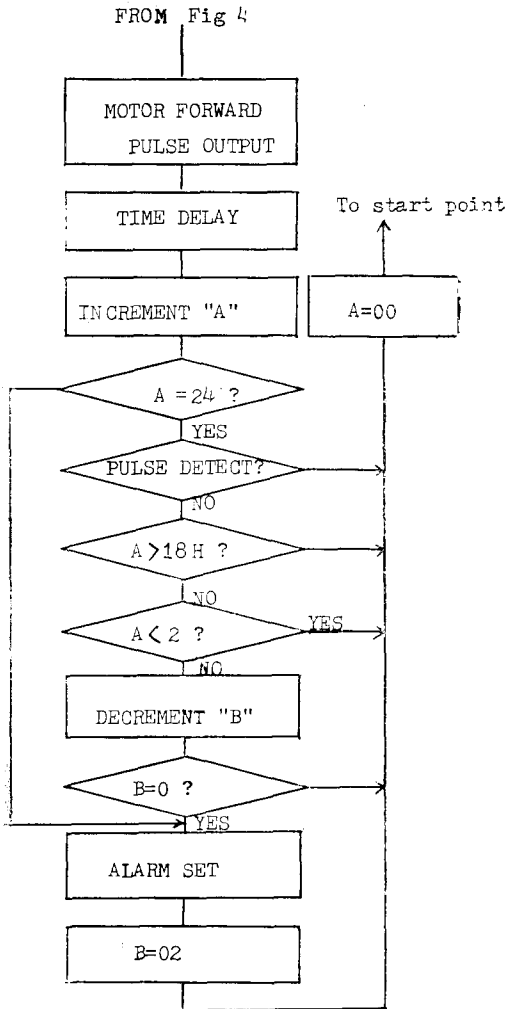 FROM Fig 4
MOTOR FORWARD
PULSE OUTPUT
TIME DELAY
To start point
INCREMENT "A"
A=00
A = 24 ?
YES
PULSE DETECT?
NO
A > 18 H ?
NO
A < 2 ?
YES
NO
DECREMENT "B"
B=0 ?
YES
ALARM SET
B=02